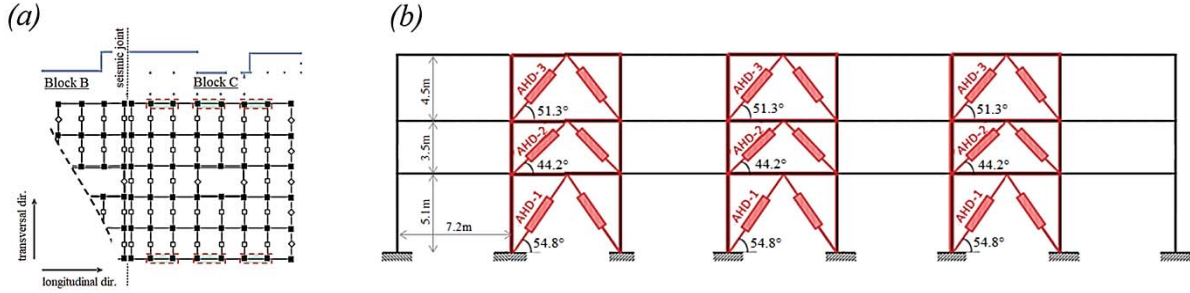 (a)
seismic joint
Block B
Block C
transversal dir.
longitudinal dir.
(b)
4.5m
3.5m
5.1m
7.2m
AHD-3
51.3°
AHD-3
51.3°
AHD-3
51.3°
AHD-2
44.2°
AHD-2
44.2°
AHD-2
44.2°
AHD-1
54.8°
AHD-1
54.8°
AHD-1
54.8°